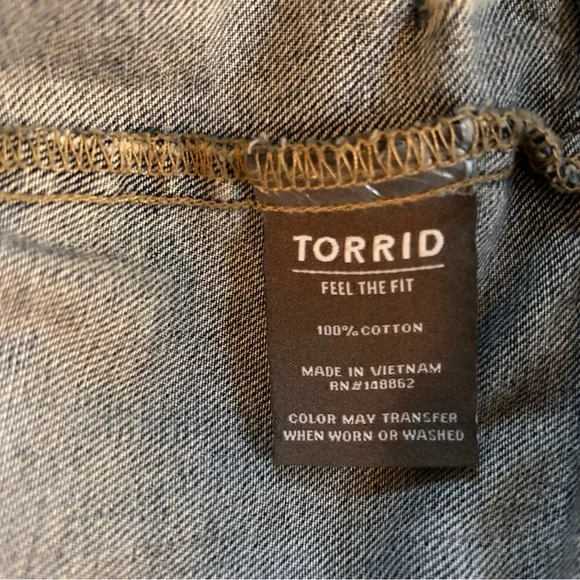 TORRID
FEEL THE FIT
100% COTTON
MADE IN VIETNAM
RN#148862
COLOR MAY TRANSFER
WHEN WORN OR WASHED